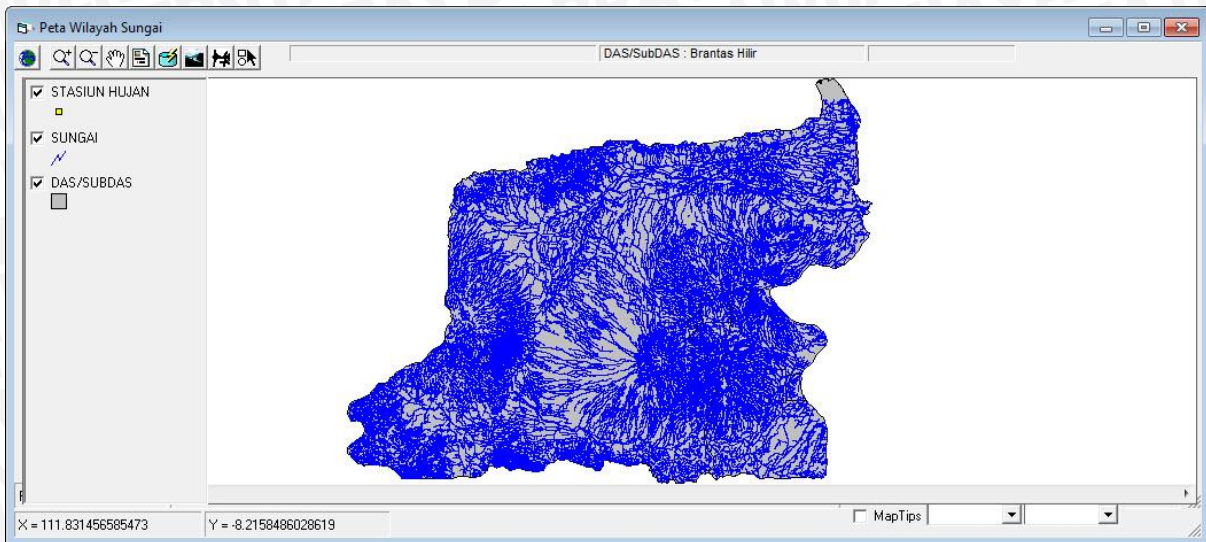 Peta Wilayah Sungai
DAS/SubDAS : Brantas Hilir
STASIUN HUJAN
SUNGAI
DAS/SUBDAS
X = 111.831456585473
Y = -8.2158486028619
MapTips